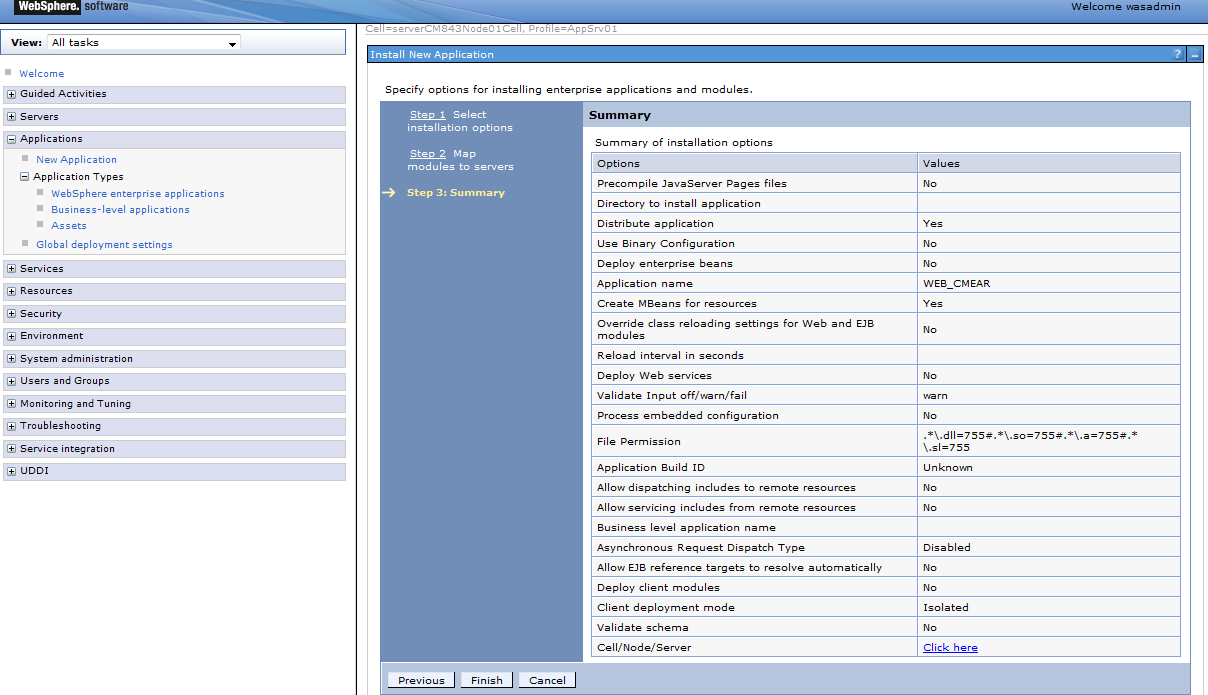 WebSphere. software
Welcome wasadmin
View: All tasks
Welcome
Guided Activities
Servers
Applications
New Application
Application Types
WebSphere enterprise applications
Business-level applications
Assets
Global deployment settings
Services
Resources
Security
Environment
System administration
Users and Groups
Monitoring and Tuning
Troubleshooting
Service integration
UDDI
Cell=serverCM843Node01Cell, Profile=AppSrv01
Install New Application
? –
Specify options for installing enterprise applications and modules.
Step 1 Select
installation options
Step 2 Map
modules to servers
Step 3: Summary
Summary
Summary of installation options
Options Values
Precompile JavaServer Pages files No
Directory to install application
Distribute application Yes
Use Binary Configuration No
Deploy enterprise beans No
Application name WEB_CMEAR
Create MBeans for resources Yes
Override class reloading settings for Web and EJB
modules No
Reload interval in seconds
Deploy Web services No
Validate Input off/warn/fail warn
Process embedded configuration No
File Permission .*\.dll=755#.*\.so=755#.*\.a=755#.*
\.sl=755
Application Build ID Unknown
Allow dispatching includes to remote resources No
Allow servicing includes from remote resources No
Business level application name
Asynchronous Request Dispatch Type Disabled
Allow EJB reference targets to resolve automatically No
Deploy client modules No
Client deployment mode Isolated
Validate schema No
Cell/Node/Server Click here
Previous Finish Cancel